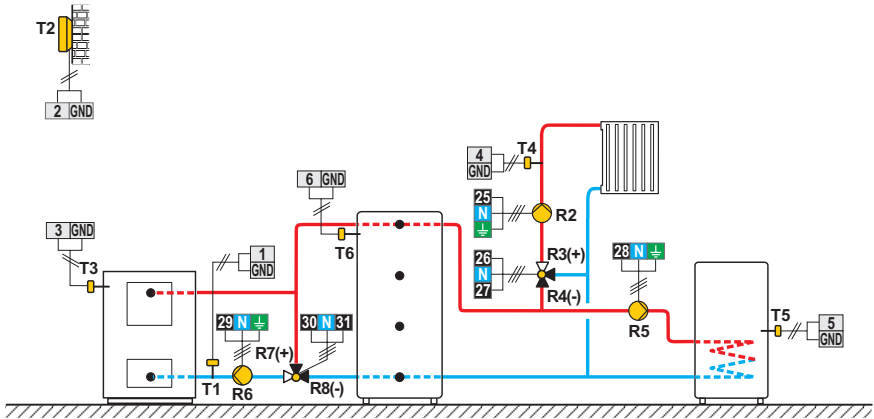 T2
2 GND
4
GND
T4
6 GND
25
N
R2
3 GND
1
GND
T3
T6
26
N
27
R3(+)
R4(-)
28 N
29 N
30 N 31
R7(+)
R5
T5
5
GND
T1
R6
R8(-)